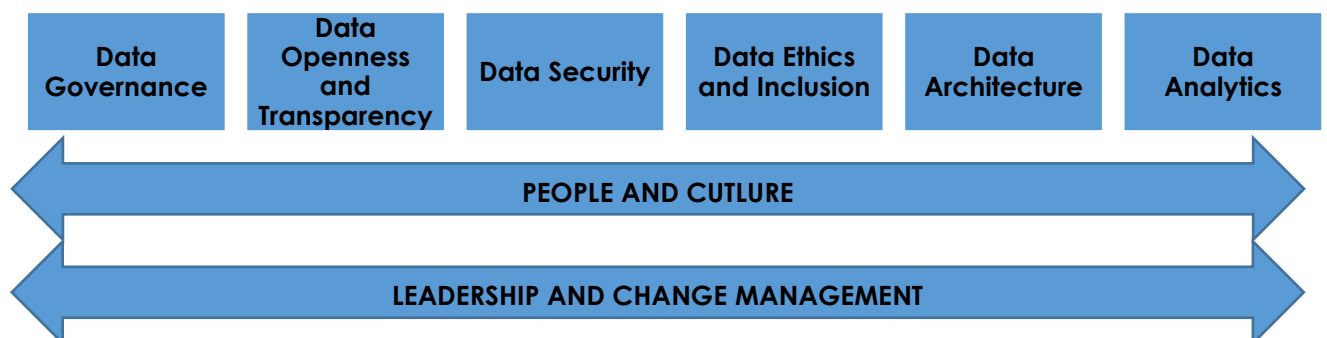 Data
Governance
Data
Openness
and
Transparency
Data Security
Data Ethics
and Inclusion
Data
Architecture
Data
Analytics
PEOPLE AND CUTLURE
LEADERSHIP AND CHANGE MANAGEMENT